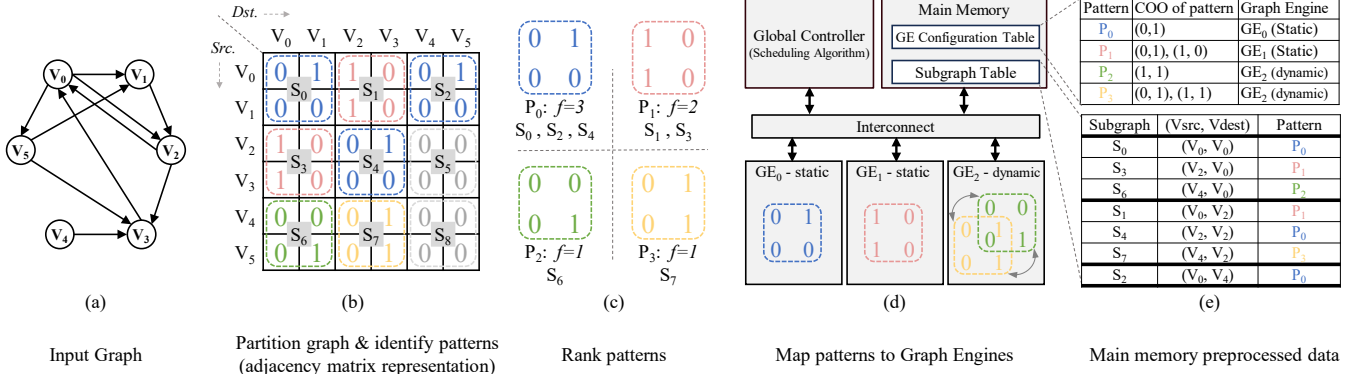 V0
V1
V5
V2
V4
V3
(a)
Input Graph
Dst.
Src.
V0 V1 V2 V3 V4 V5
V0 0 1 1 0 0 1
S0 S1 S2
V1 0 0 1 0 0 0
V2 1 0 0 1 0 0
S3 S4 S5
V3 1 0 0 0 0 0
V4 0 0 0 1 0 0
S6 S7 S8
V5 0 1 0 1 0 0
(b)
Partition graph & identify patterns
(adjacency matrix representation)
0 1
0 0
P0: f=3
S0 , S2 , S4
1 0
1 0
P1: f=2
S1 , S3
0 0
0 1
P2: f=1
S6
0 1
0 1
P3: f=1
S7
(c)
Rank patterns
Global Controller
(Scheduling Algorithm)
Main Memory
GE Configuration Table
Subgraph Table
Interconnect
GE0 - static
0 1
0 0
GE1 - static
1 0
1 0
GE2 - dynamic
0 0
0 1
0 1
0 1
(d)
Map patterns to Graph Engines
Pattern COO of pattern Graph Engine
P0 (0,1) GE0 (Static)
P1 (0,1), (1, 0) GE1 (Static)
P2 (1, 1) GE2 (dynamic)
P3 (0, 1), (1, 1) GE2 (dynamic)
Subgraph (Vsrc, Vdest) Pattern
S0 (V0, V0) P0
S3 (V2, V0) P1
S6 (V4, V0) P2
S1 (V0, V2) P1
S4 (V2, V2) P0
S7 (V4, V2) P3
S2 (V0, V4) P0
(e)
Main memory preprocessed data